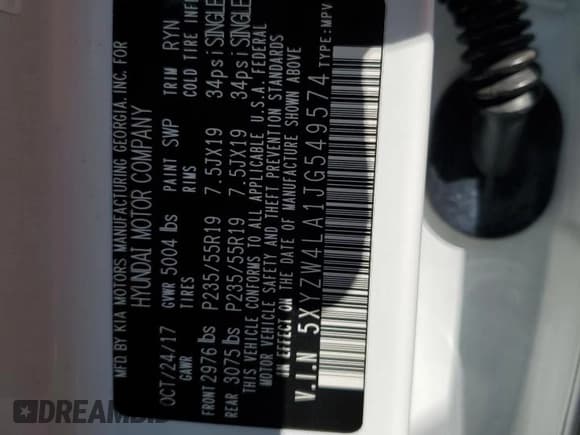 MFD.BY KIA MOTORS MANUFACTURING GEORGIA, INC. FOR
HYUNDAI MOTOR COMPANY
OCT/24/17 GVWR 5004 lbs PAINT SWP TRIM RYN
GAWR TIRES RIMS COLD TIRE INF
FRONT 2976 lbs P235/55R19 7.5JX19 34psi SINGLE
REAR 3075 lbs P235/55R19 7.5JX19 34psi SINGLE
THIS VEHICLE CONFORMS TO ALL APPLICABLE U.S.A. FEDERAL
MOTOR VEHICLE SAFETY AND THEFT PREVENTION STANDARDS
IN EFFECT ON THE DATE OF MANUFACTURE SHOWN ABOVE
V.I.N 5XYZW4LA1JG549574 TYPE:MPV
DREAMBID